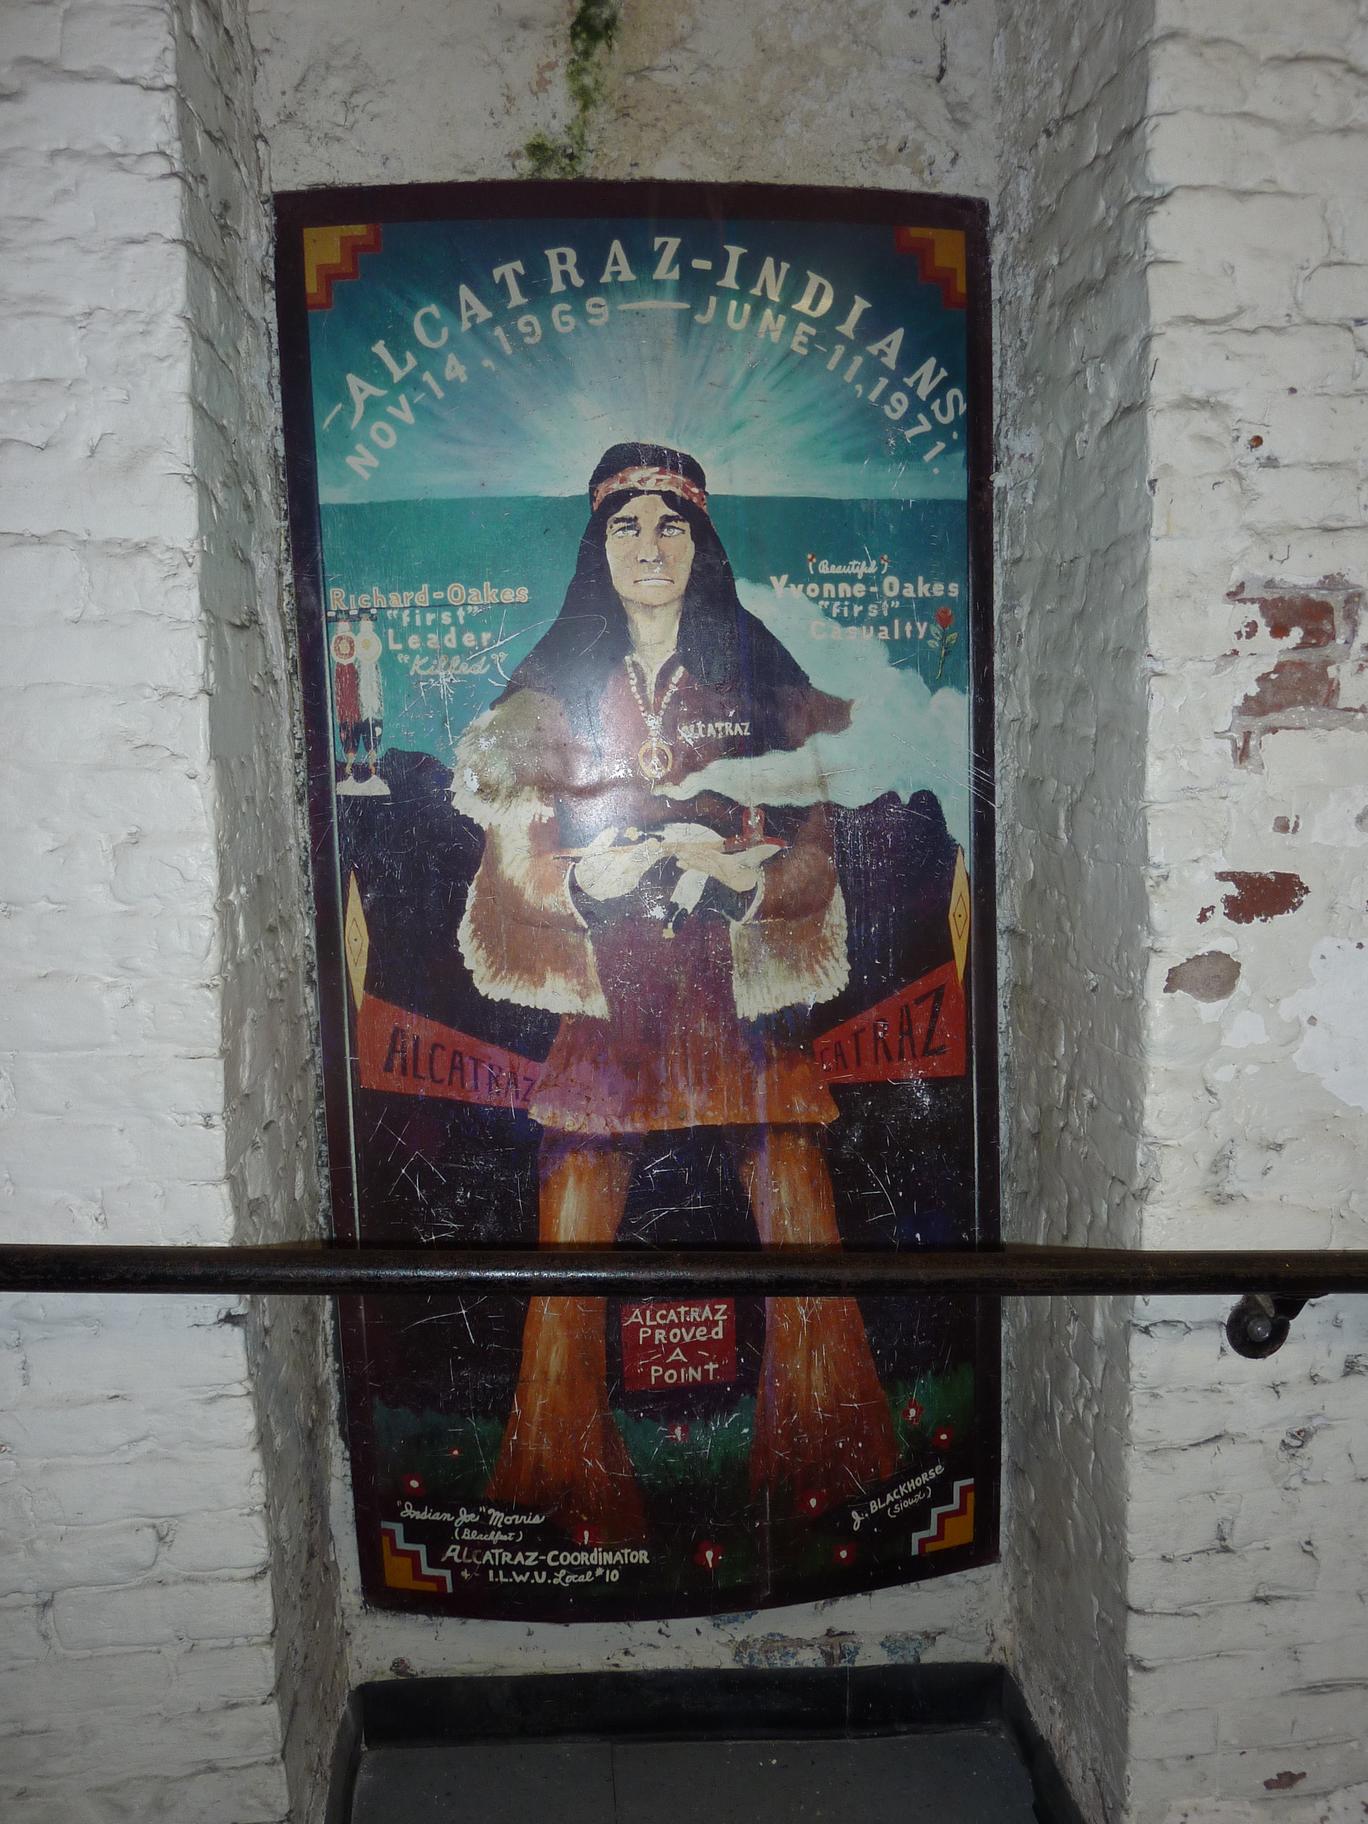 -ALCATRAZ-INDIANS.
NOV-14, 1969 — JUNE-11, 1971.
Richard-Oakes
"first"
Leader
"Killed"
(Beautiful)
Yvonne-Oakes
"first"
Casualty
ALCATRAZ
ALCATRAZ
CATRAZ
ALCATRAZ
PROVED
A
POINT
"Indian Joe" Morris
(Blackfeet)
ALCATRAZ-COORDINATOR
I.L.W.U. Local #10
J. BLACKHORSE
(SIOUX)